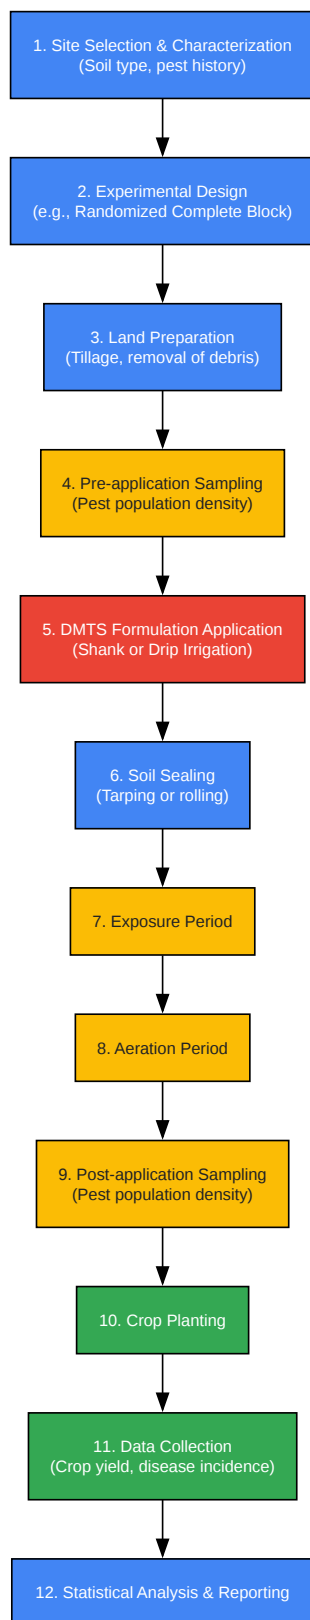 1. Site Selection & Characterization
(Soil type, pest history)
2. Experimental Design
(e.g., Randomized Complete Block)
3. Land Preparation
(Tillage, removal of debris)
4. Pre-application Sampling
(Pest population density)
5. DMTS Formulation Application
(Shank or Drip Irrigation)
6. Soil Sealing
(Tarping or rolling)
7. Exposure Period
8. Aeration Period
9. Post-application Sampling
(Pest population density)
10. Crop Planting
11. Data Collection
(Crop yield, disease incidence)
12. Statistical Analysis & Reporting